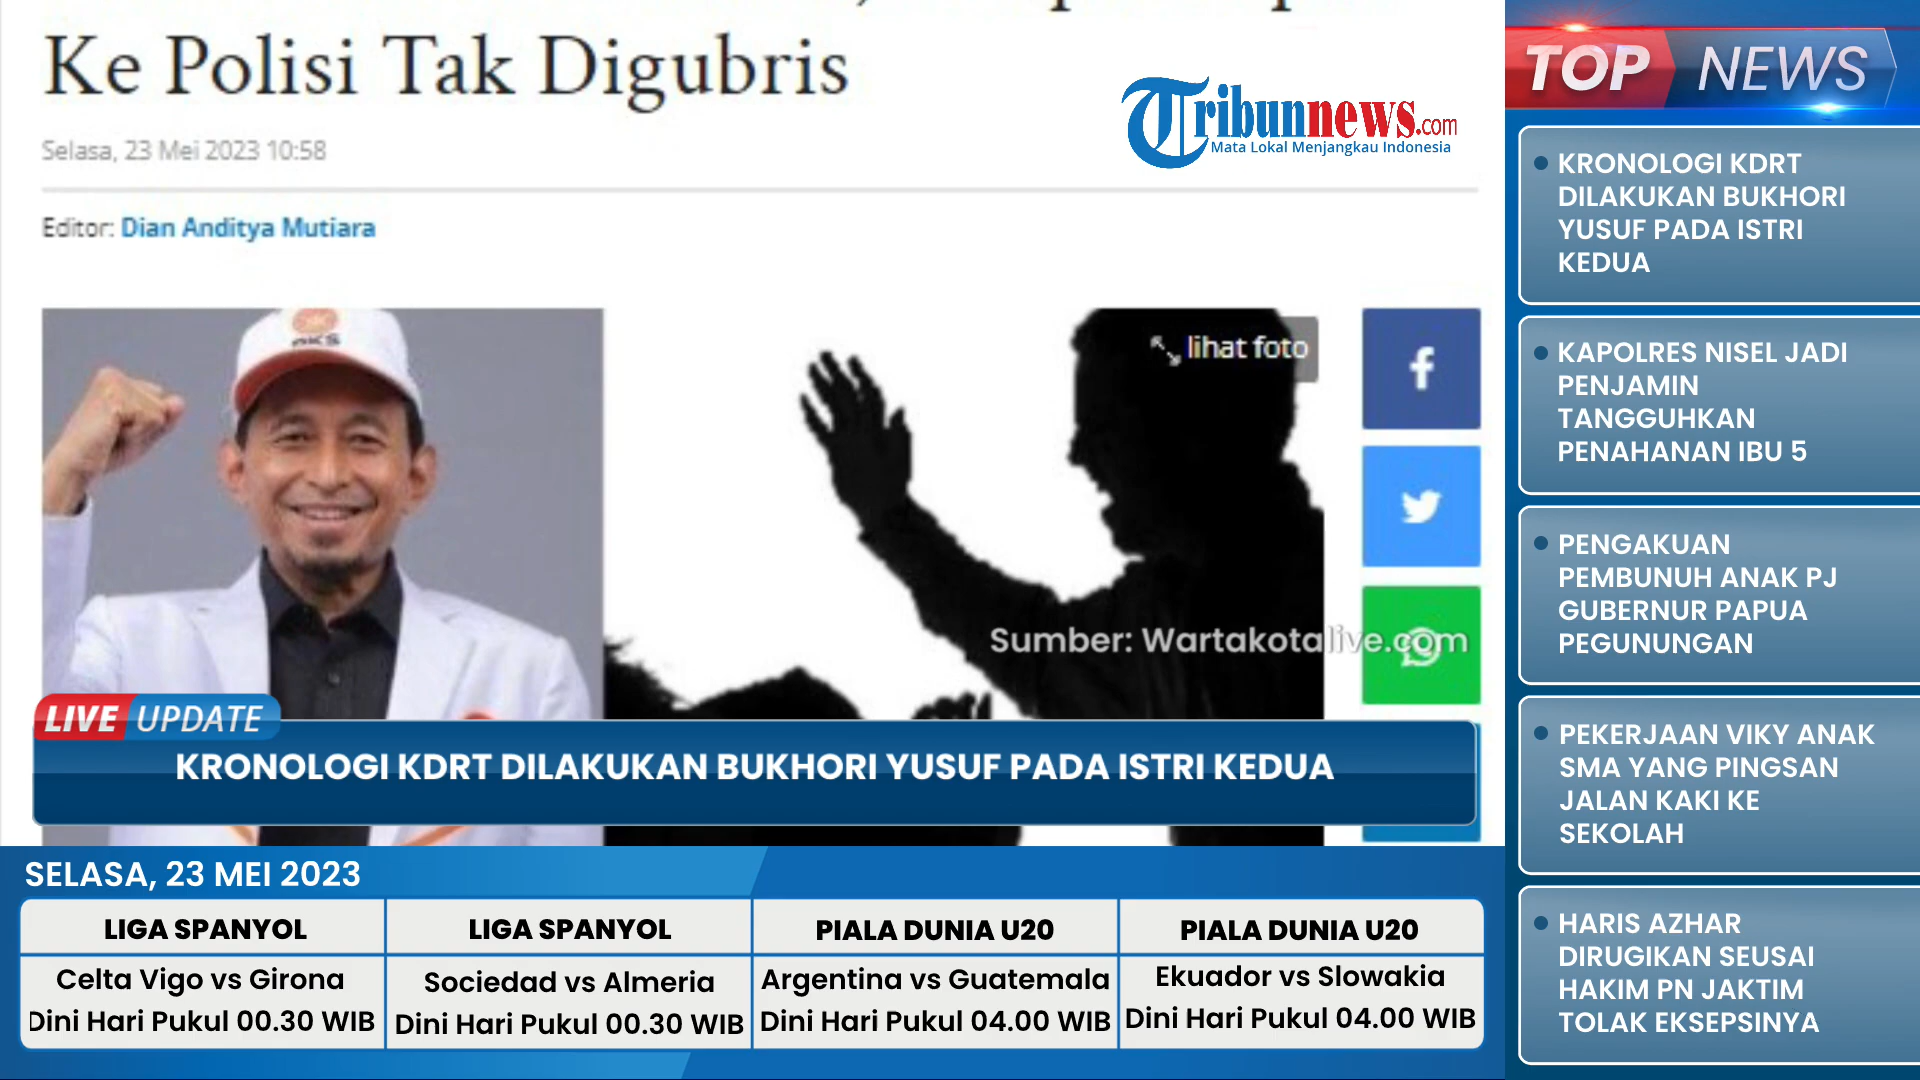 Ke Polisi Tak Digubris
Selasa, 23 Mei 2023 10:58
Editor: Dian Anditya Mutiara
Tribunnews.com
Mata Lokal Menjangkau Indonesia
PKS
lihat foto
Sumber: Wartakotalive.com
LIVE UPDATE
KRONOLOGI KDRT DILAKUKAN BUKHORI YUSUF PADA ISTRI KEDUA
SELASA, 23 MEI 2023
LIGA SPANYOL
Celta Vigo vs Girona
Dini Hari Pukul 00.30 WIB
LIGA SPANYOL
Sociedad vs Almeria
Dini Hari Pukul 00.30 WIB
PIALA DUNIA U20
Argentina vs Guatemala
Dini Hari Pukul 04.00 WIB
PIALA DUNIA U20
Ekuador vs Slowakia
Dini Hari Pukul 04.00 WIB
TOP NEWS
KRONOLOGI KDRT
DILAKUKAN BUKHORI
YUSUF PADA ISTRI
KEDUA
KAPOLRES NISEL JADI
PENJAMIN
TANGGUHKAN
PENAHANAN IBU 5
PENGAKUAN
PEMBUNUH ANAK PJ
GUBERNUR PAPUA
PEGUNUNGAN
PEKERJAAN VIKY ANAK
SMA YANG PINGSAN
JALAN KAKI KE
SEKOLAH
HARIS AZHAR
DIRUGIKAN SEUSAI
HAKIM PN JAKTIM
TOLAK EKSEPSINYA